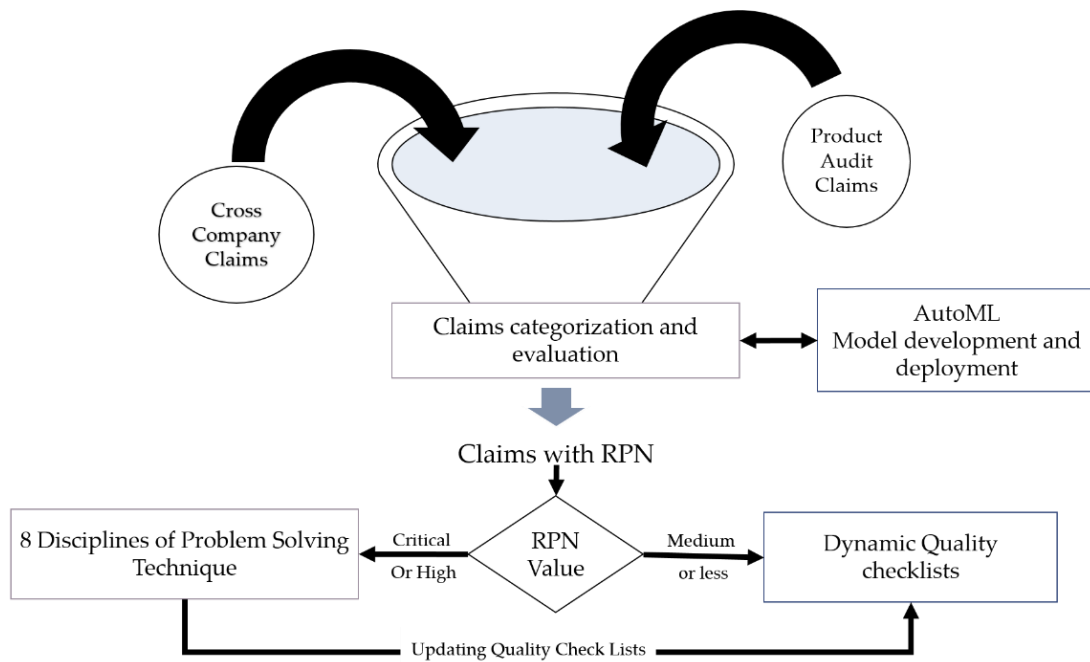 Product
Audit
Claims
Cross
Company
Claims
Claims categorization and
evaluation
AutoML
Model development and
deployment
Claims with RPN
8 Disciplines of Problem Solving
Technique
Critical
Or High
RPN
Value
Medium
or less
Dynamic Quality
checklists
Updating Quality Check Lists